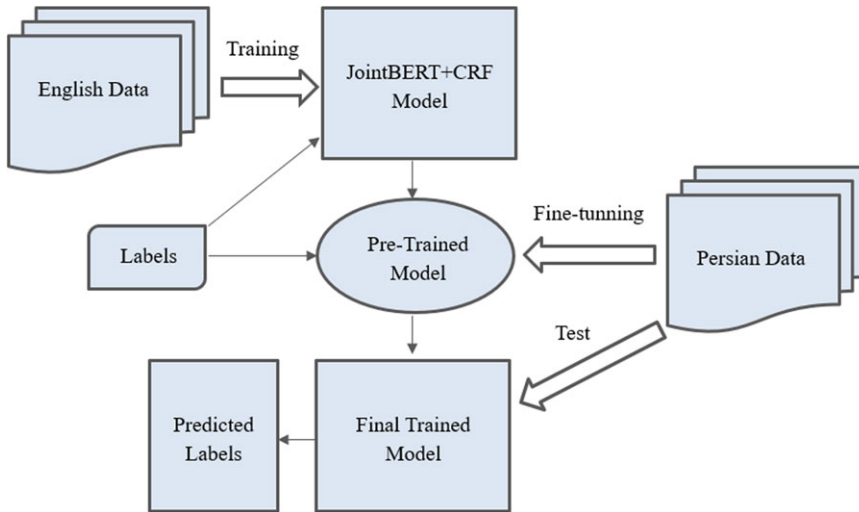 Training
English Data
JointBERT+CRF
Model
Labels
Pre-Trained
Model
Fine-tunning
Persian Data
Test
Predicted
Labels
Final Trained
Model